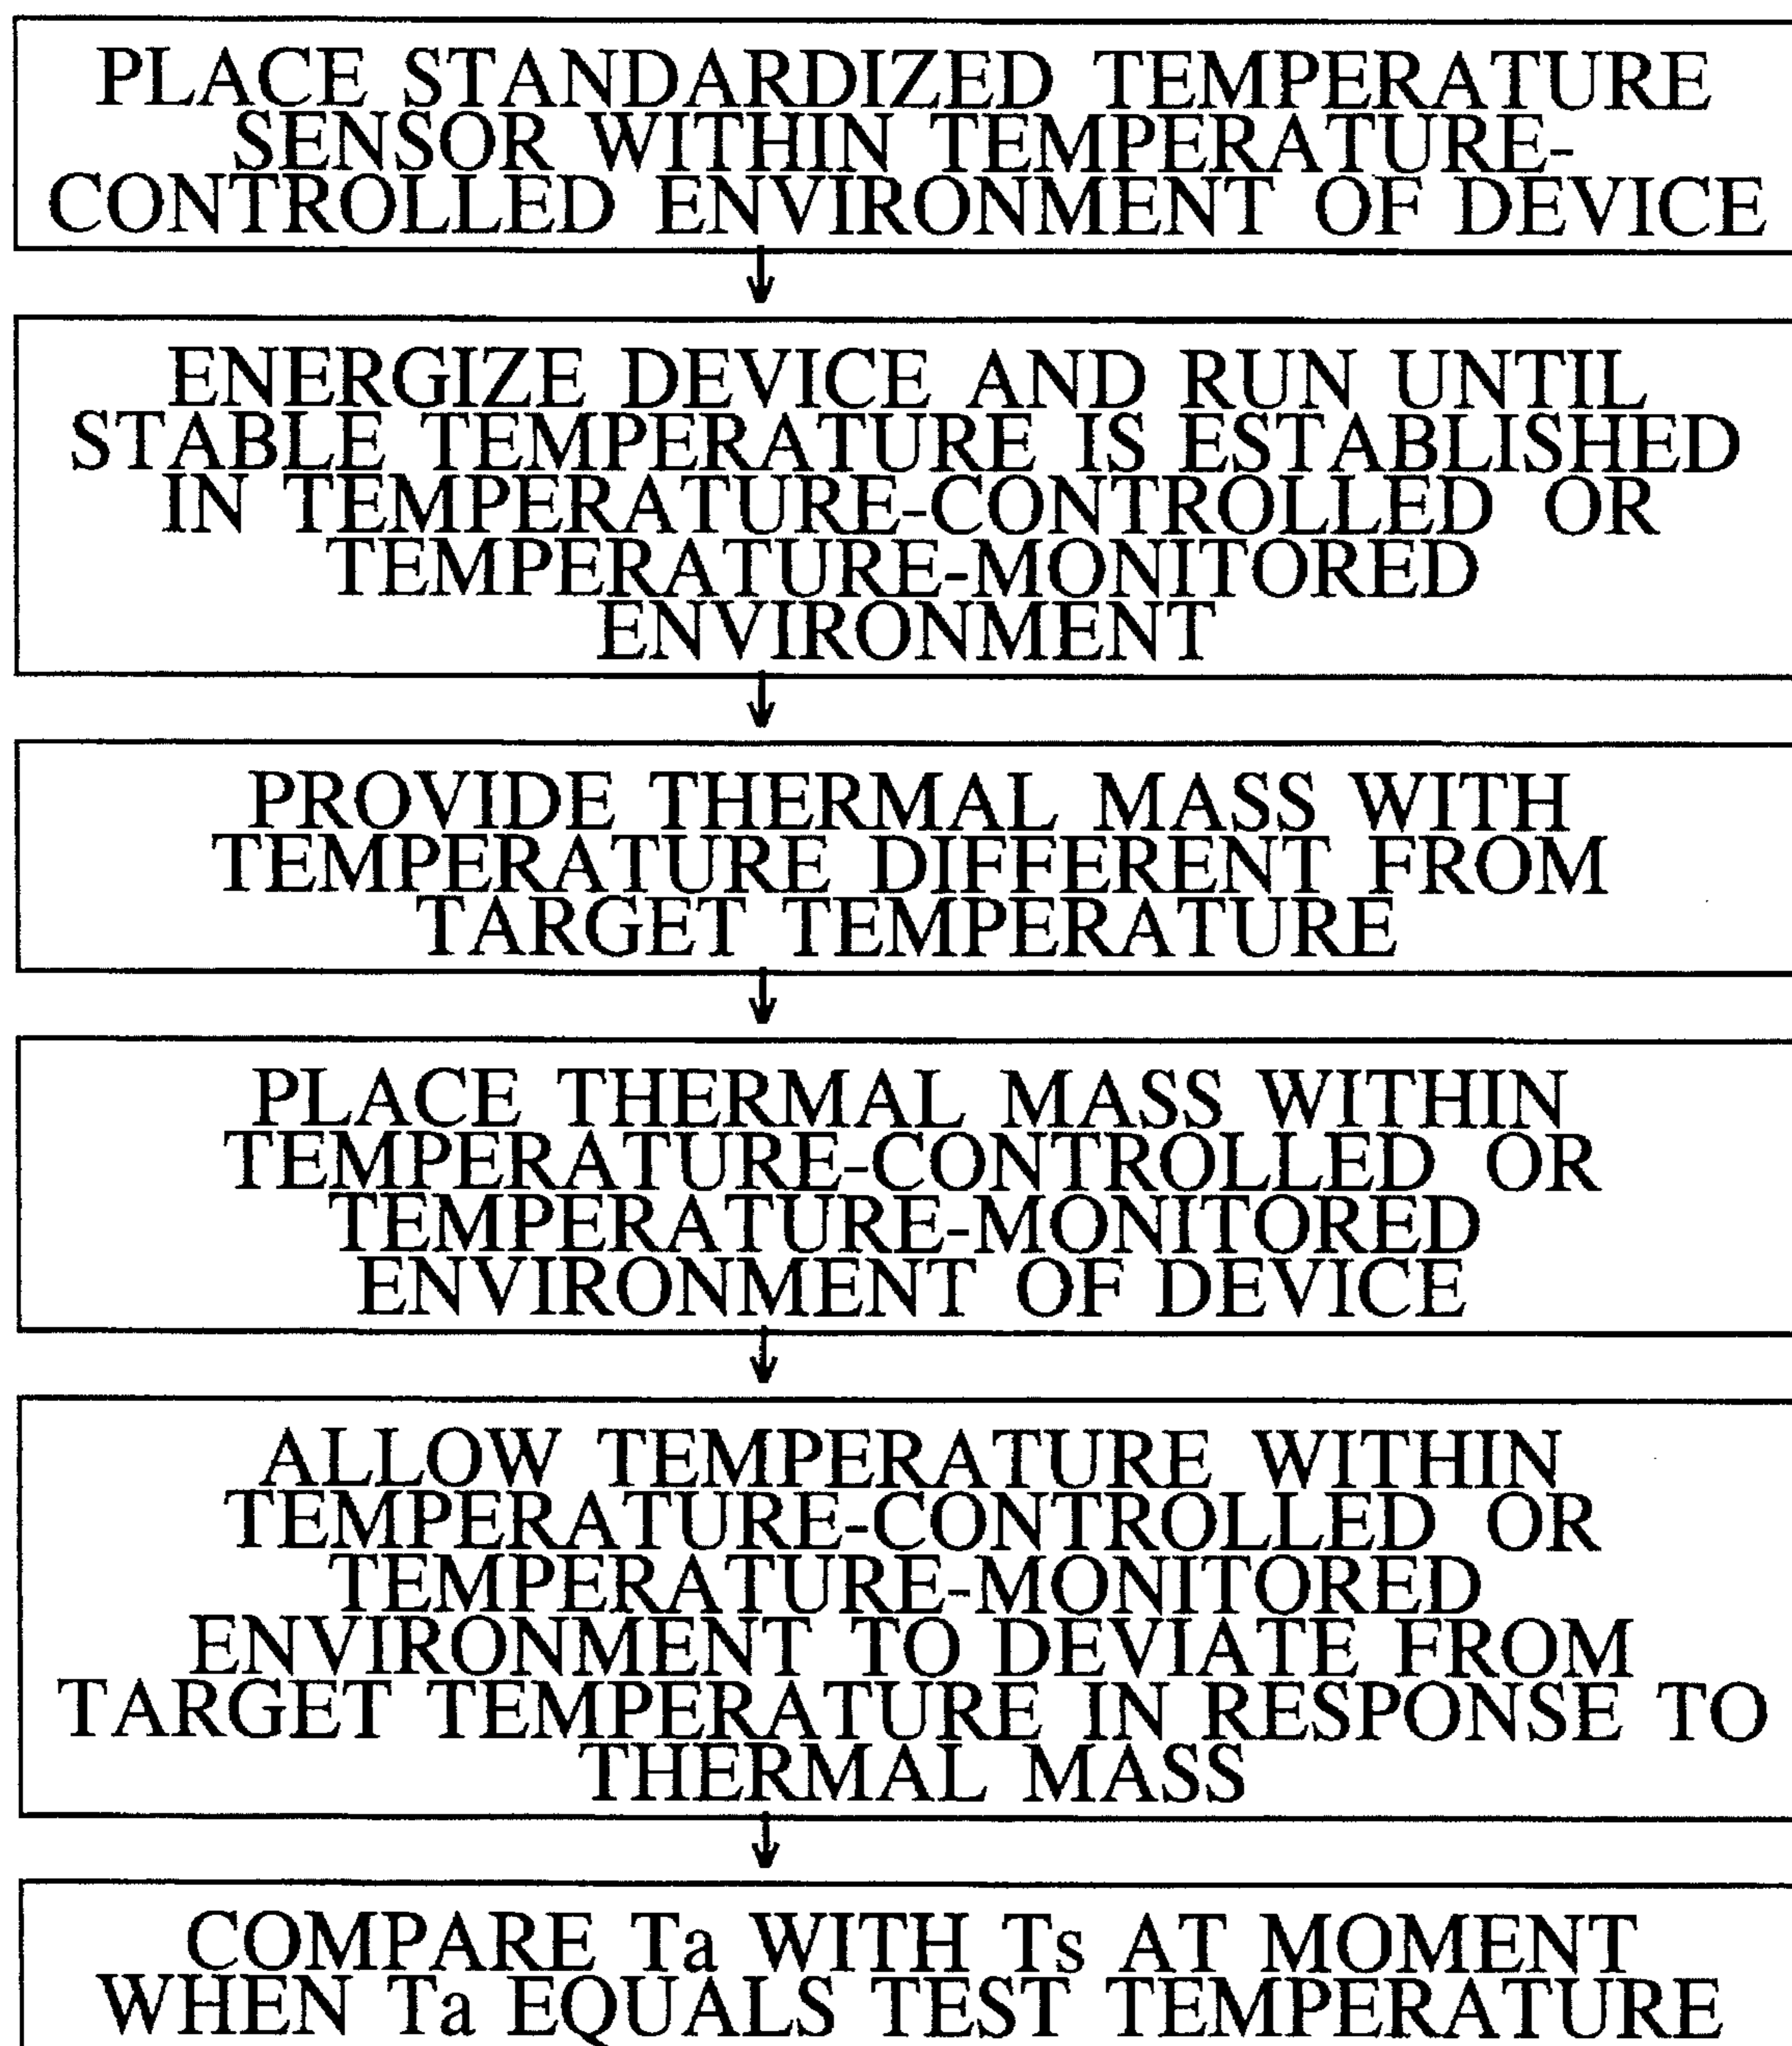 PLACE STANDARDIZED TEMPERATURE
SENSOR WITHIN TEMPERATURE-
CONTROLLED ENVIRONMENT OF DEVICE
ENERGIZE DEVICE AND RUN UNTIL
STABLE TEMPERATURE IS ESTABLISHED
IN TEMPERATURE-CONTROLLED OR
TEMPERATURE-MONITORED
ENVIRONMENT
PROVIDE THERMAL MASS WITH
TEMPERATURE DIFFERENT FROM
TARGET TEMPERATURE
PLACE THERMAL MASS WITHIN
TEMPERATURE-CONTROLLED OR
TEMPERATURE-MONITORED
ENVIRONMENT OF DEVICE
ALLOW TEMPERATURE WITHIN
TEMPERATURE-CONTROLLED OR
TEMPERATURE-MONITORED
ENVIRONMENT TO DEVIATE FROM
TARGET TEMPERATURE IN RESPONSE TO
THERMAL MASS
COMPARE Ta WITH Ts AT MOMENT
WHEN Ta EQUALS TEST TEMPERATURE